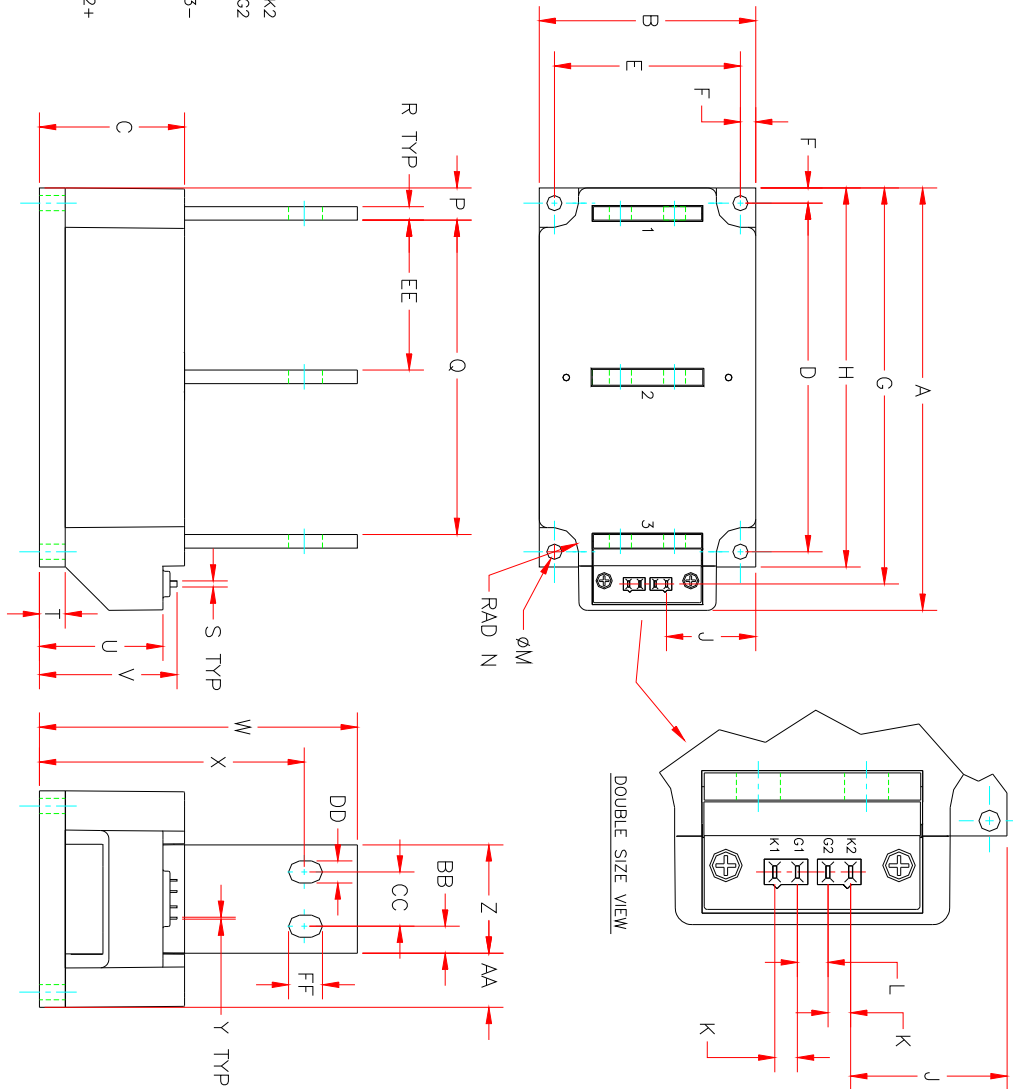 K2
G2
3-
2+
B
E
F
F
D
H
G
A
1
2
3
J
RAD N
ØM
C
R TYP
P
EE
Q
T
U
V
S TYP
W
X
DD
CC
BB
Z
AA
FF
Y TYP
DOUBLE SIZE VIEW
K1
G1
G2
K2
L
K
K
J